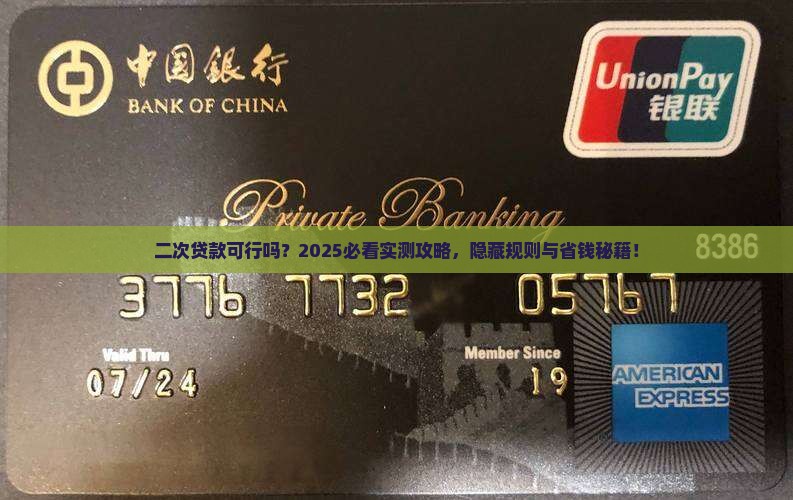 中国銀行
BANK OF CHINA
UnionPay
银联
Private Banking
二次贷款可行吗？2025必看实测攻略，隐藏规则与省钱秘籍！
8386
3776 7732 05767
Valid Thru
Member Since
07/24
19
AMERICAN
EXPRESS